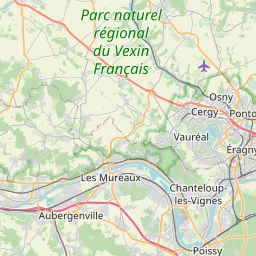 Parc naturel
régional
du Vexin
Français
Osny
Cergy
Ponto
Vauréal
Éragny
Les Mureaux
Chanteloup
-les-Vignes
Aubergenville
Poissy